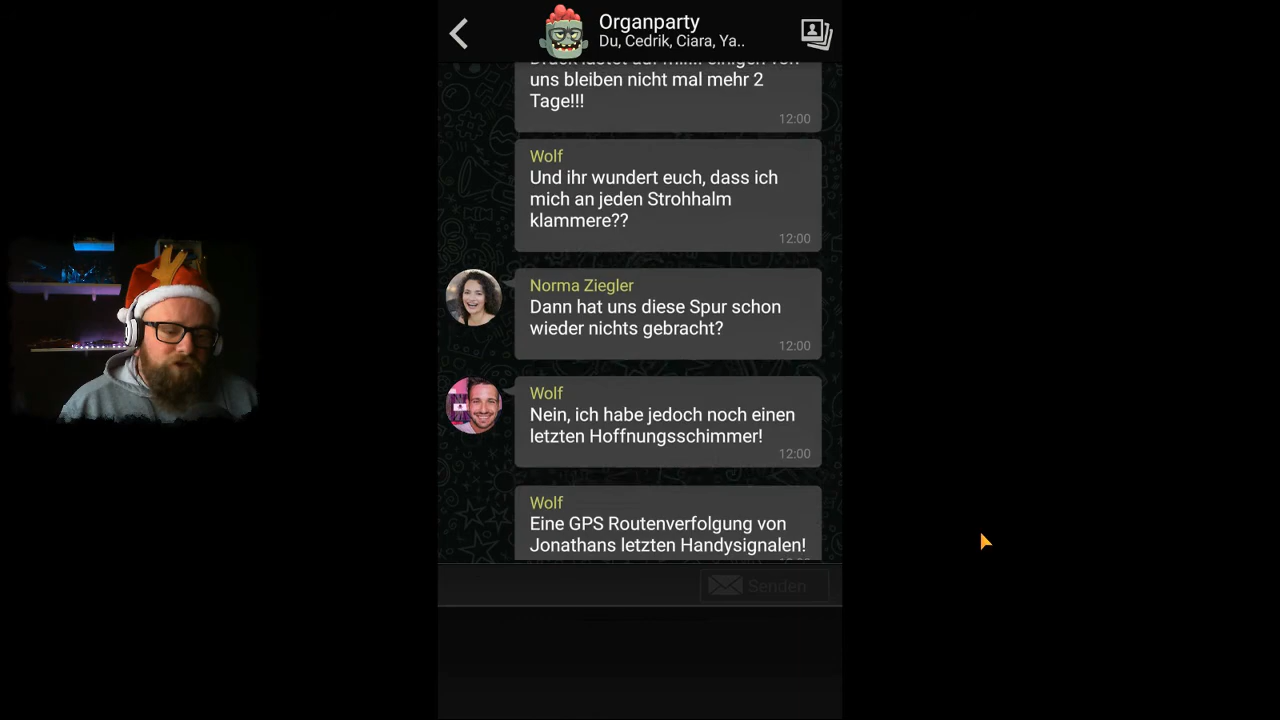 Organparty
Du, Cedrik, Ciara, Ya..
uns bleiben nicht mal mehr 2
Tage!!!
12:00
Wolf
Und ihr wundert euch, dass ich
mich an jeden Strohhalm
klammere??
12:00
Norma Ziegler
Dann hat uns diese Spur schon
wieder nichts gebracht?
12:00
Wolf
Nein, ich habe jedoch noch einen
letzten Hoffnungsschimmer!
12:00
Wolf
Eine GPS Routenverfolgung von
Jonathans letzten Handysignalen!
Senden